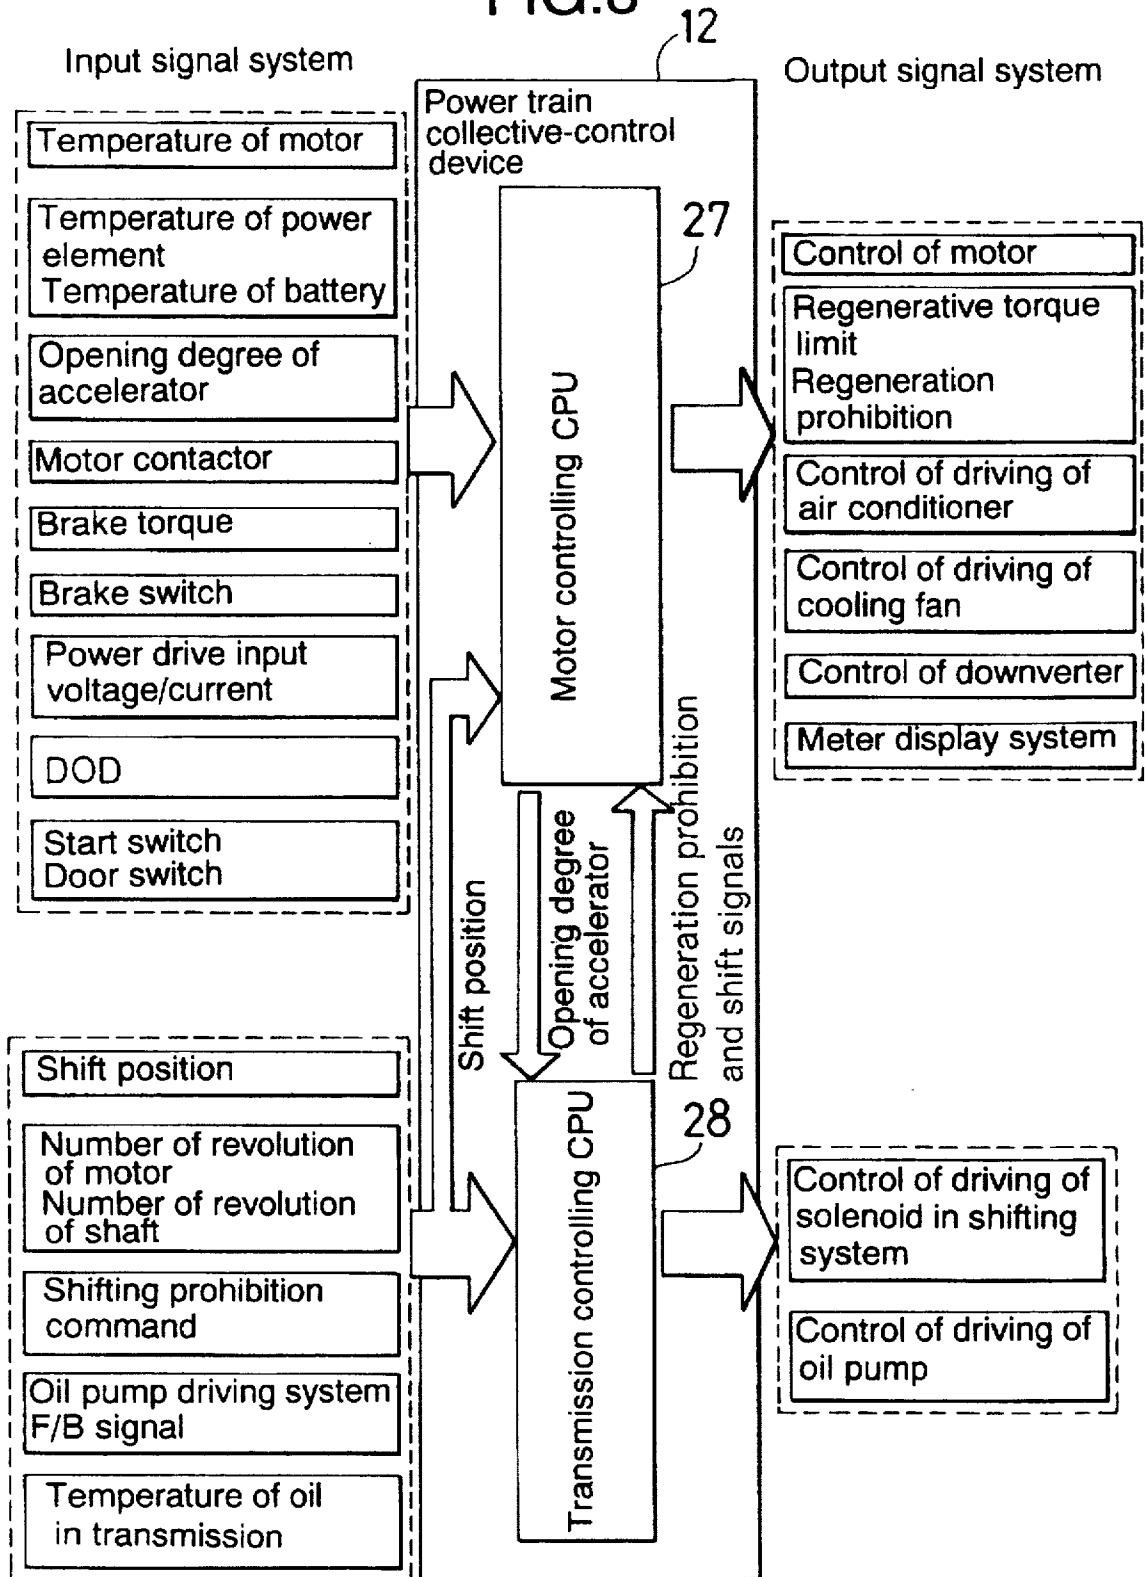 12
Input signal system
Output signal system
Power train
collective-control
device
Temperature of motor
Temperature of power
element
Temperature of battery
Opening degree of
accelerator
Motor contactor
Brake torque
Brake switch
Power drive input
voltage/current
DOD
Start switch
Door switch
27
Motor controlling CPU
Control of motor
Regenerative torque
limit
Regeneration
prohibition
Control of driving of
air conditioner
Control of driving of
cooling fan
Control of downverter
Meter display system
Shift position
Opening degree
of accelerator
Regeneration prohibition
and shift signals
Shift position
Number of revolution
of motor
Number of revolution
of shaft
Shifting prohibition
command
Oil pump driving system
F/B signal
Temperature of oil
in transmission
28
Transmission controlling CPU
Control of driving of
solenoid in shifting
system
Control of driving of
oil pump